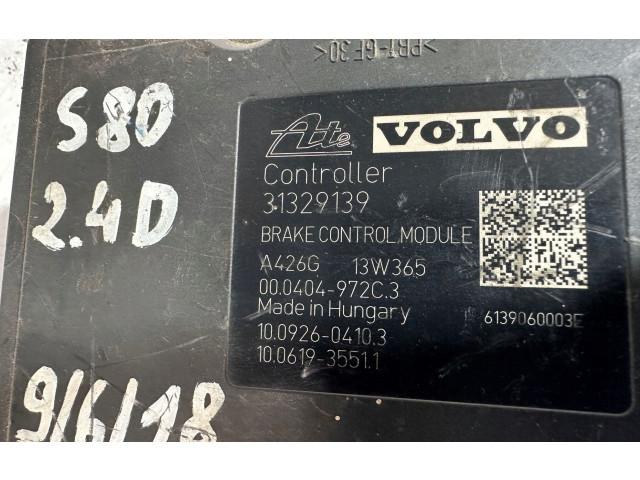 >PBT-GF30<
S80
2.4D
9/6/18
Ate VOLVO
Controller
31329139
BRAKE CONTROL MODULE
A426G 13W365
00.0404-972C.3
Made in Hungary
6139060003E
10.0926-0410.3
10.0619-3551.1